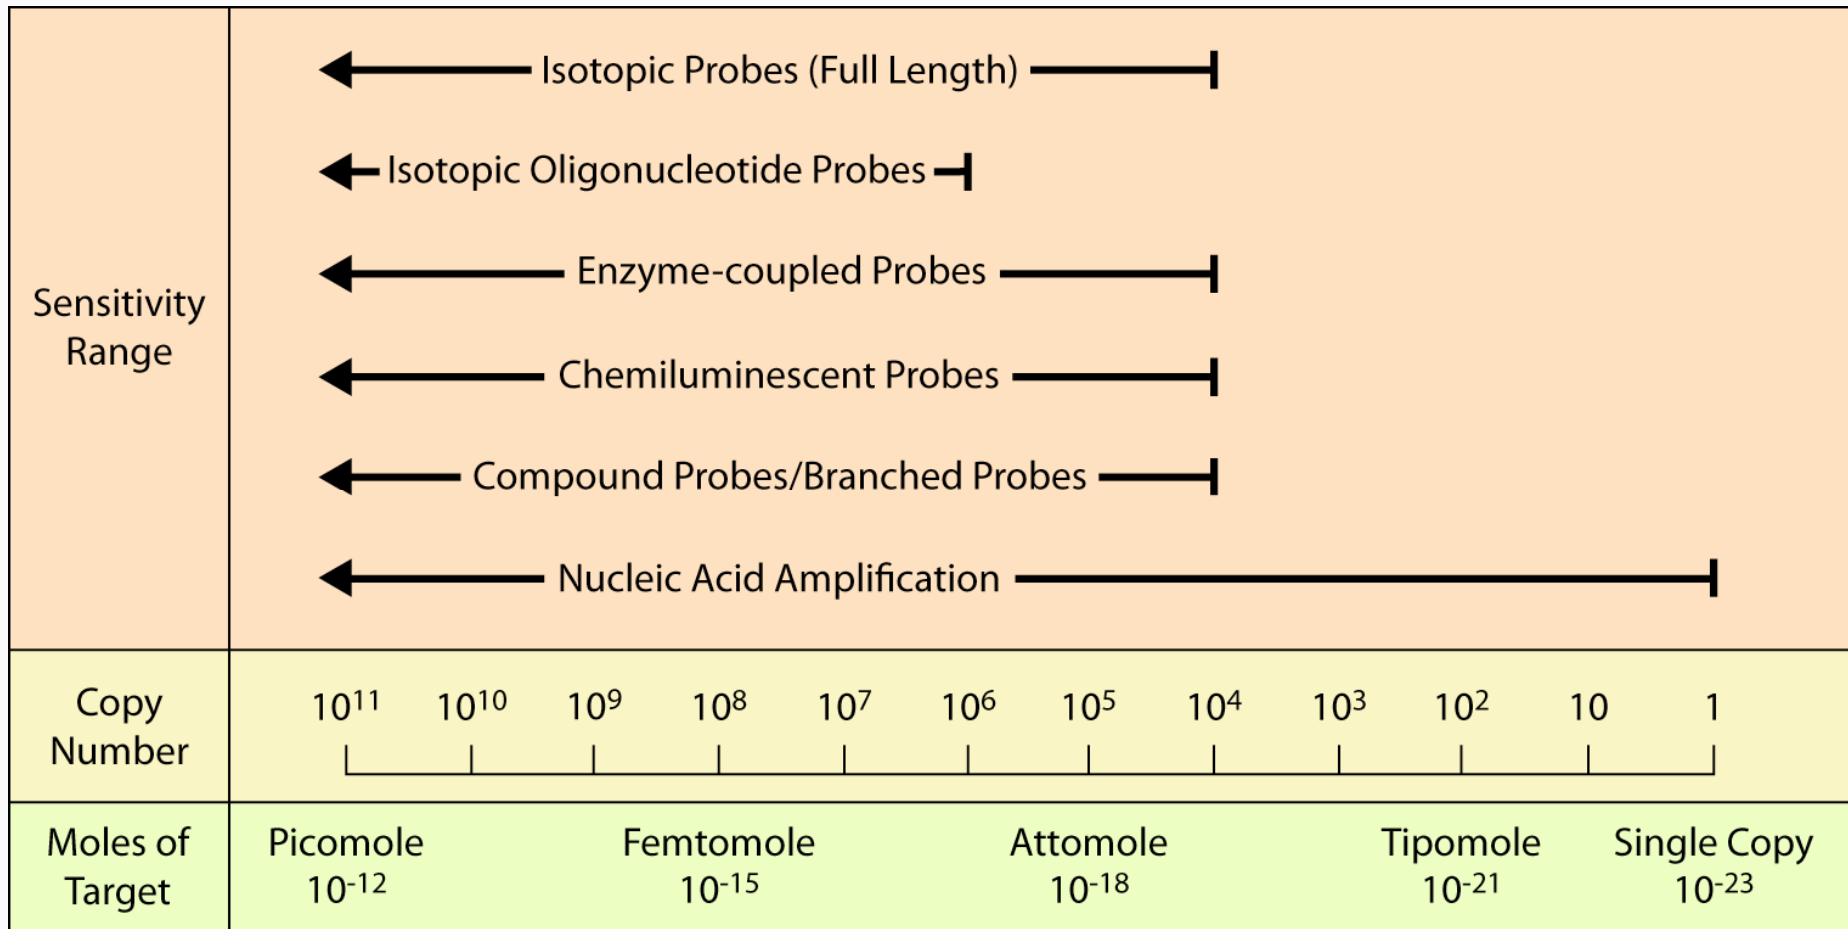 Sensitivity
Range
Isotopic Probes (Full Length)
Isotopic Oligonucleotide Probes
Enzyme-coupled Probes
Chemiluminescent Probes
Compound Probes/Branched Probes
Nucleic Acid Amplification
Copy
Number
10¹¹ 10¹⁰ 10⁹ 10⁸ 10⁷ 10⁶ 10⁵ 10⁴ 10³ 10² 10 1
Moles of
Target
Picomole Femtomole Attomole Tipomole Single Copy
10⁻¹² 10⁻¹⁵ 10⁻¹⁸ 10⁻²¹ 10⁻²³